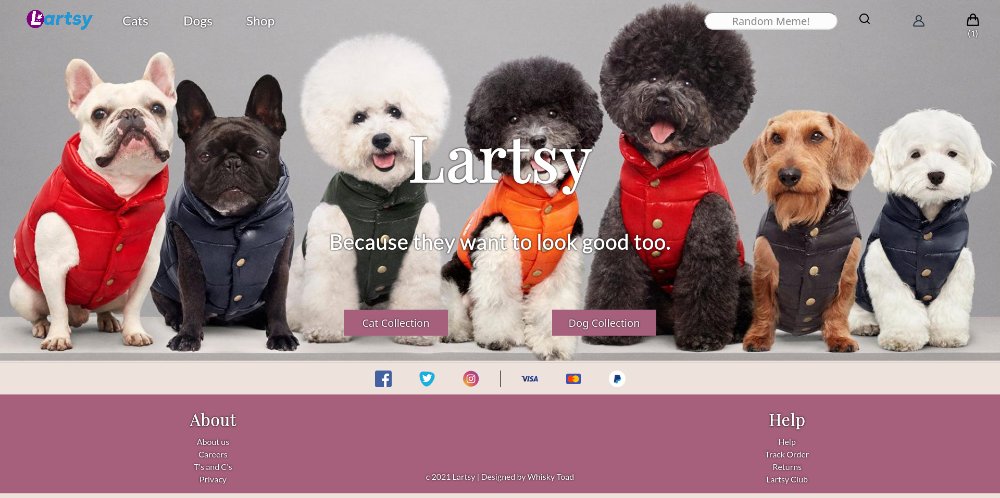 Lartsy
Cats
Dogs
Shop
Random Meme!
(1)
Lartsy
Because they want to look good too.
Cat Collection
Dog Collection
VISA
About
About us
Careers
T's and C's
Privacy
c 2021 Lartsy | Designed by Whisky Toad
Help
Help
Track Order
Returns
Lartsy Club